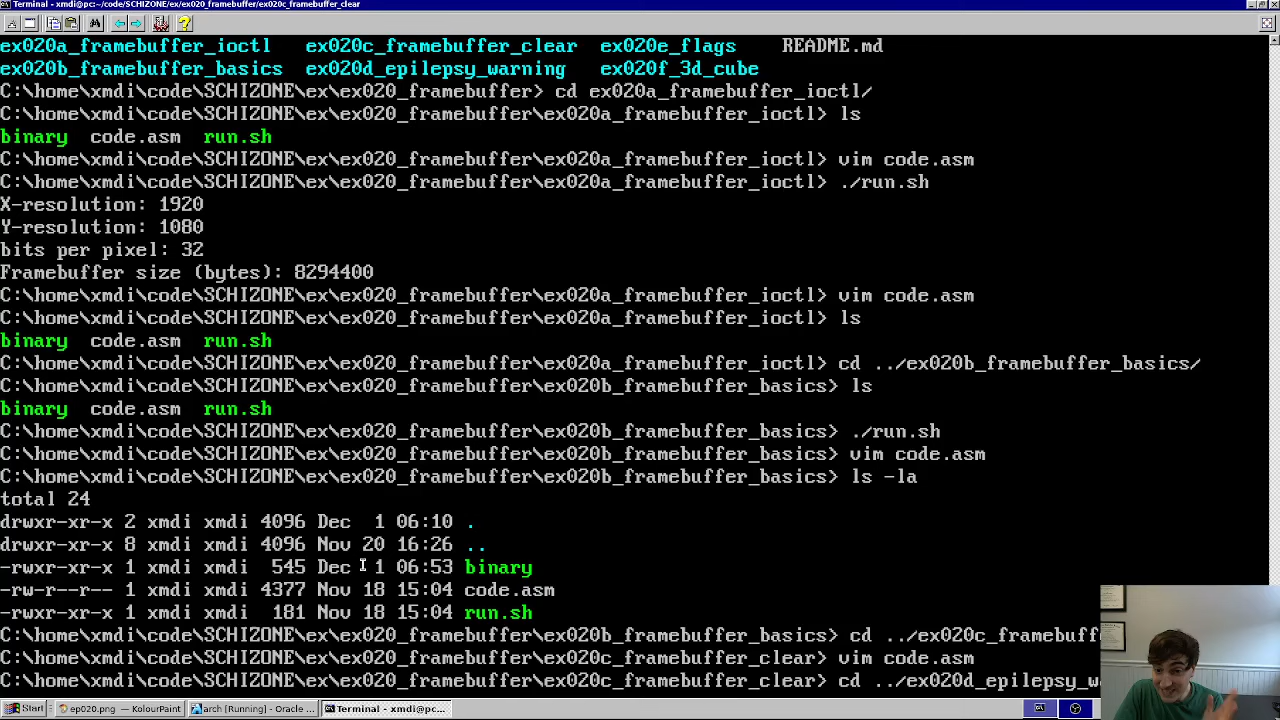 Terminal - xmdi@pc:~/code/SCHIZONE/ex/ex020_framebuffer/ex020c_framebuffer_clear
ex020a_framebuffer_ioctl ex020c_framebuffer_clear ex020e_flags README.md
ex020b_framebuffer_basics ex020d_epilepsy_warning ex020f_3d_cube
C:\home\xmdi\code\SCHIZONE\ex\ex020_framebuffer> cd ex020a_framebuffer_ioctl/
C:\home\xmdi\code\SCHIZONE\ex\ex020_framebuffer\ex020a_framebuffer_ioctl> ls
binary code.asm run.sh
C:\home\xmdi\code\SCHIZONE\ex\ex020_framebuffer\ex020a_framebuffer_ioctl> vim code.asm
C:\home\xmdi\code\SCHIZONE\ex\ex020_framebuffer\ex020a_framebuffer_ioctl> ./run.sh
X-resolution: 1920
Y-resolution: 1080
bits per pixel: 32
Framebuffer size (bytes): 8294400
C:\home\xmdi\code\SCHIZONE\ex\ex020_framebuffer\ex020a_framebuffer_ioctl> vim code.asm
C:\home\xmdi\code\SCHIZONE\ex\ex020_framebuffer\ex020a_framebuffer_ioctl> ls
binary code.asm run.sh
C:\home\xmdi\code\SCHIZONE\ex\ex020_framebuffer\ex020a_framebuffer_ioctl> cd ../ex020b_framebuffer_basics/
C:\home\xmdi\code\SCHIZONE\ex\ex020_framebuffer\ex020b_framebuffer_basics> ls
binary code.asm run.sh
C:\home\xmdi\code\SCHIZONE\ex\ex020_framebuffer\ex020b_framebuffer_basics> ./run.sh
C:\home\xmdi\code\SCHIZONE\ex\ex020_framebuffer\ex020b_framebuffer_basics> vim code.asm
C:\home\xmdi\code\SCHIZONE\ex\ex020_framebuffer\ex020b_framebuffer_basics> ls -la
total 24
drwxr-xr-x 2 xmdi xmdi 4096 Dec 1 06:10 .
drwxr-xr-x 8 xmdi xmdi 4096 Nov 20 16:26 ..
-rwxr-xr-x 1 xmdi xmdi 545 Dec 1 06:53 binary
-rw-r--r-- 1 xmdi xmdi 4377 Nov 18 15:04 code.asm
-rwxr-xr-x 1 xmdi xmdi 181 Nov 18 15:04 run.sh
C:\home\xmdi\code\SCHIZONE\ex\ex020_framebuffer\ex020b_framebuffer_basics> cd ../ex020c_framebuff
C:\home\xmdi\code\SCHIZONE\ex\ex020_framebuffer\ex020c_framebuffer_clear> vim code.asm
C:\home\xmdi\code\SCHIZONE\ex\ex020_framebuffer\ex020c_framebuffer_clear> cd ../ex020d_epilepsy_w
Start ep020.png — KolourPaint arch [Running] - Oracle ... Terminal - xmdi@pc...